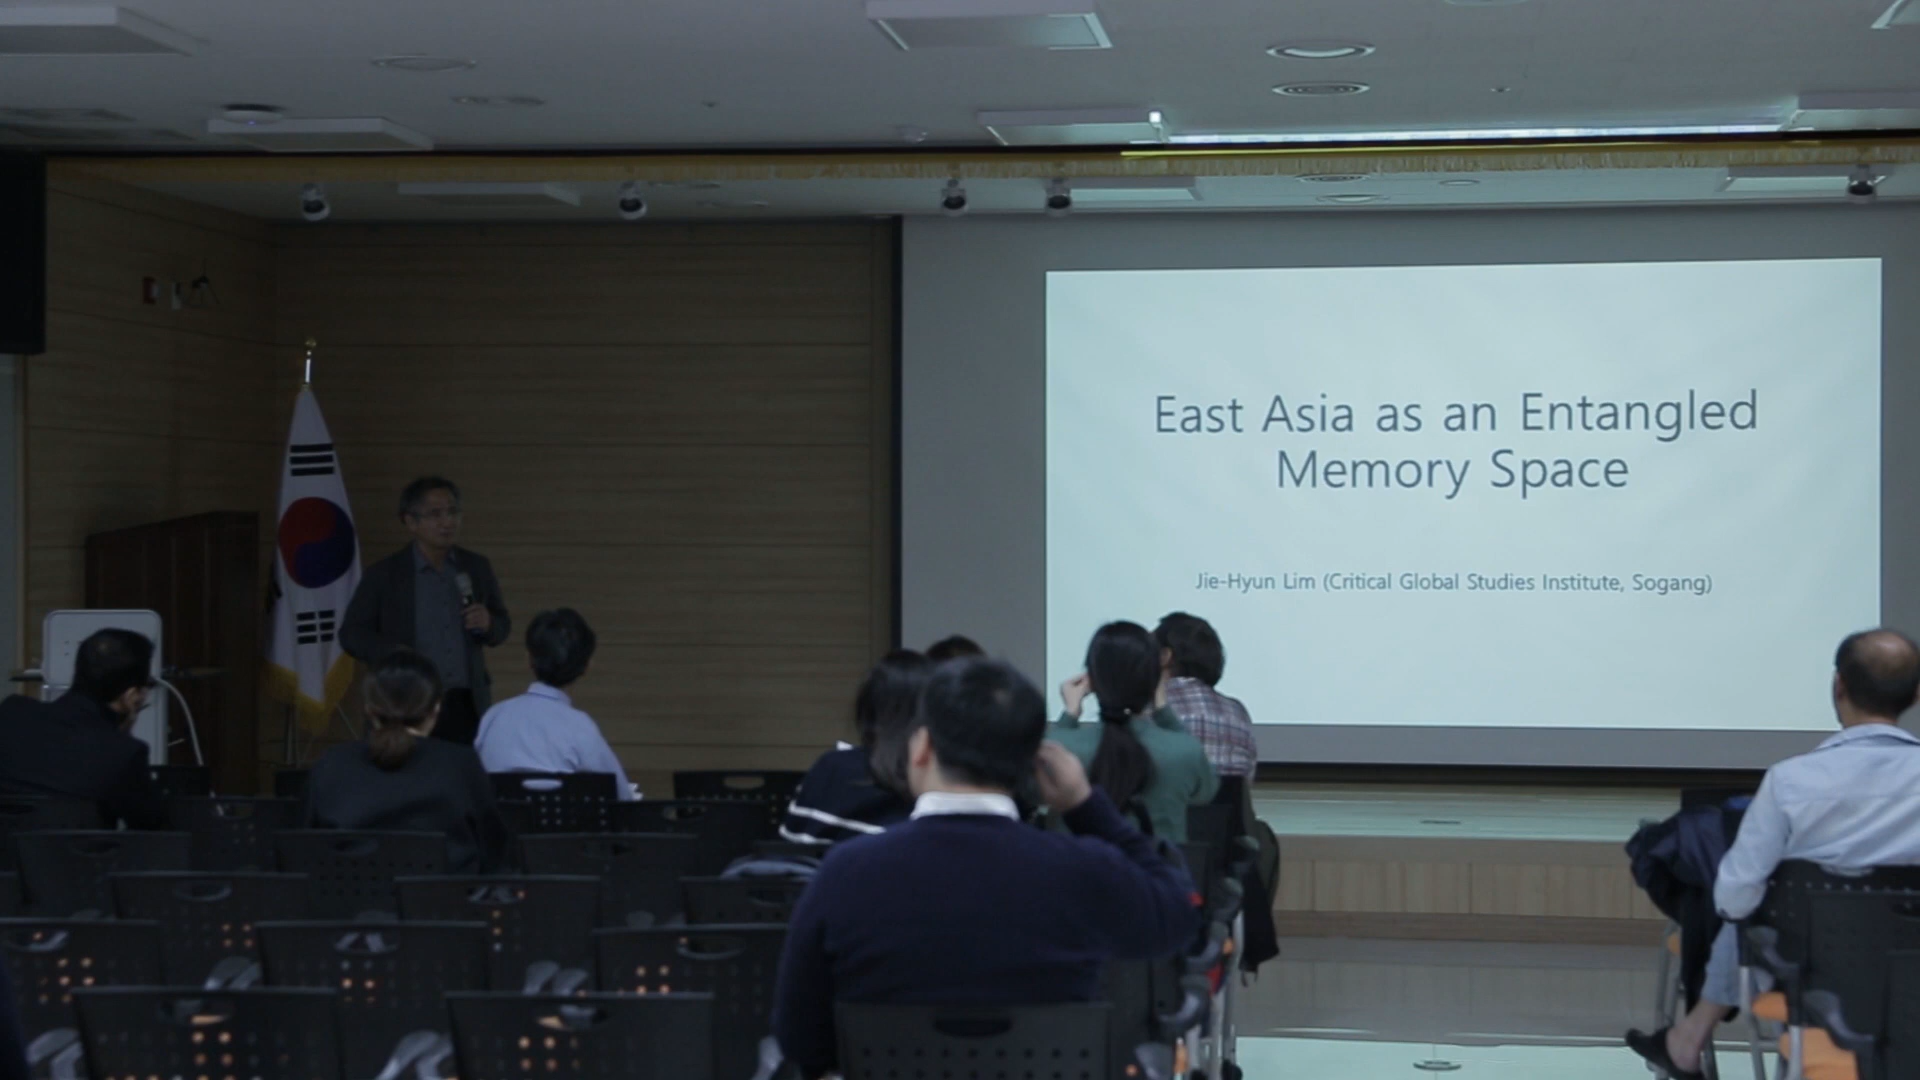 East Asia as an Entangled
Memory Space
Jie-Hyun Lim (Critical Global Studies Institute, Sogang)